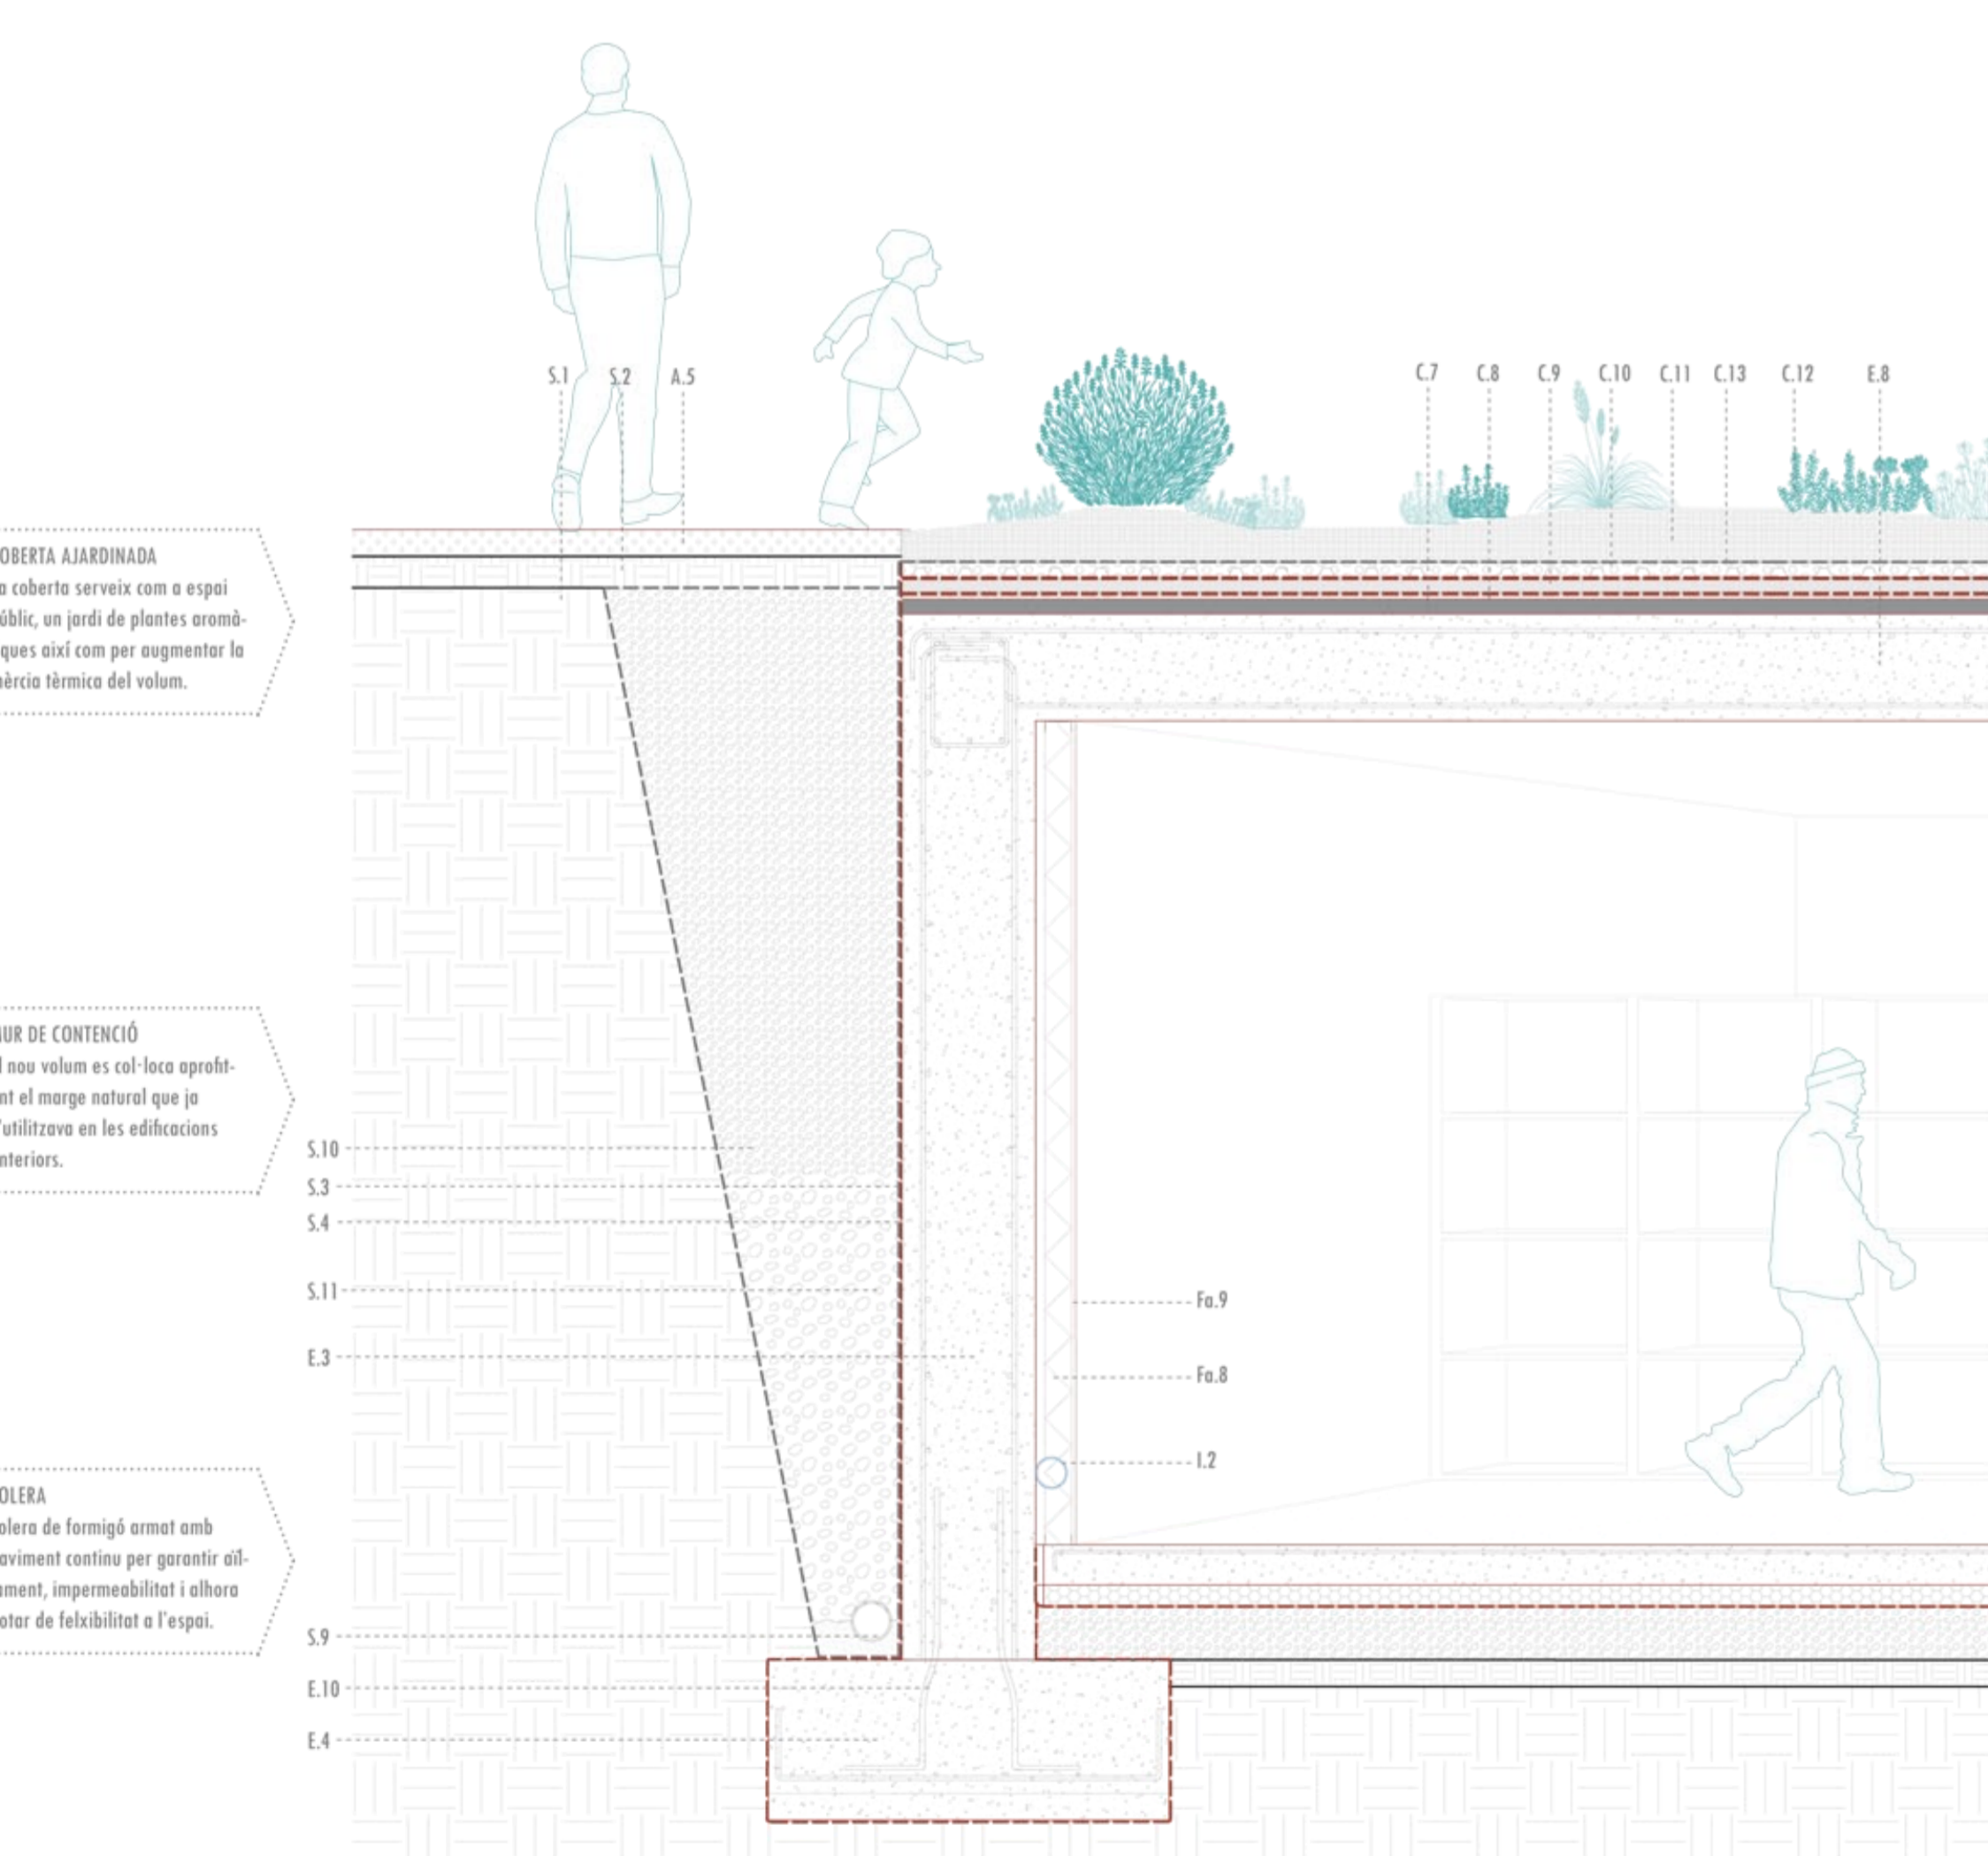 S.1 S.2 A.5
C.7 C.8 C.9 C.10 C.11 C.13 C.12 E.8
OBERTA AJARDINADA
a coberta serveix com a espai
úblic, un jardi de plantes aromà-
ques així com per augmentar la
nèrcia tèrmica del volum.
MUR DE CONTENCIÓ
l nou volum es col·loca aprofit-
nt el marge natural que ja
'utilitzava en les edificacions
nteriors.
S.10
S.3
S.4
S.11
E.3
Fa.9
Fa.8
I.2
OLERA
olera de formigó armat amb
aviment continu per garantir aïl-
ament, impermeabilitat i alhora
otar de felxibilitat a l'espai.
S.9
E.10
E.4